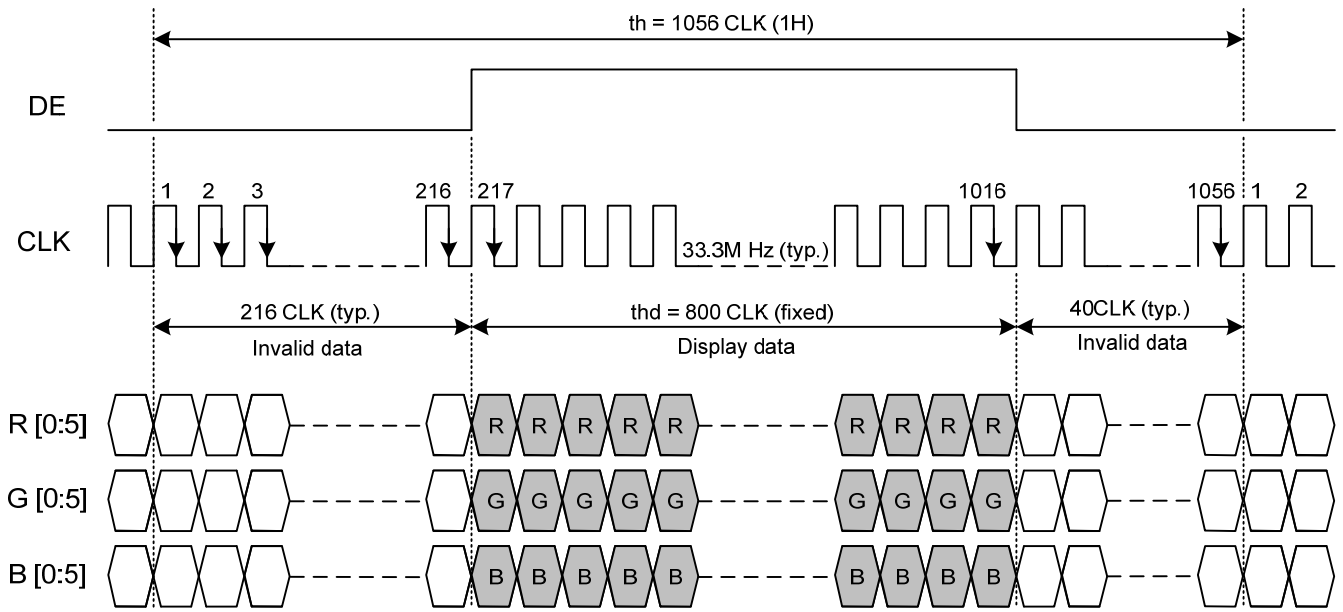 th = 1056 CLK (1H)
DE
1 2 3 216 217 1016 1056 1 2
CLK
33.3M Hz (typ.)
216 CLK (typ.) thd = 800 CLK (fixed) 40CLK (typ.)
Invalid data Display data Invalid data
R [0:5] R R R R R R R R R
G [0:5] G G G G G G G G G
B [0:5] B B B B B B B B B